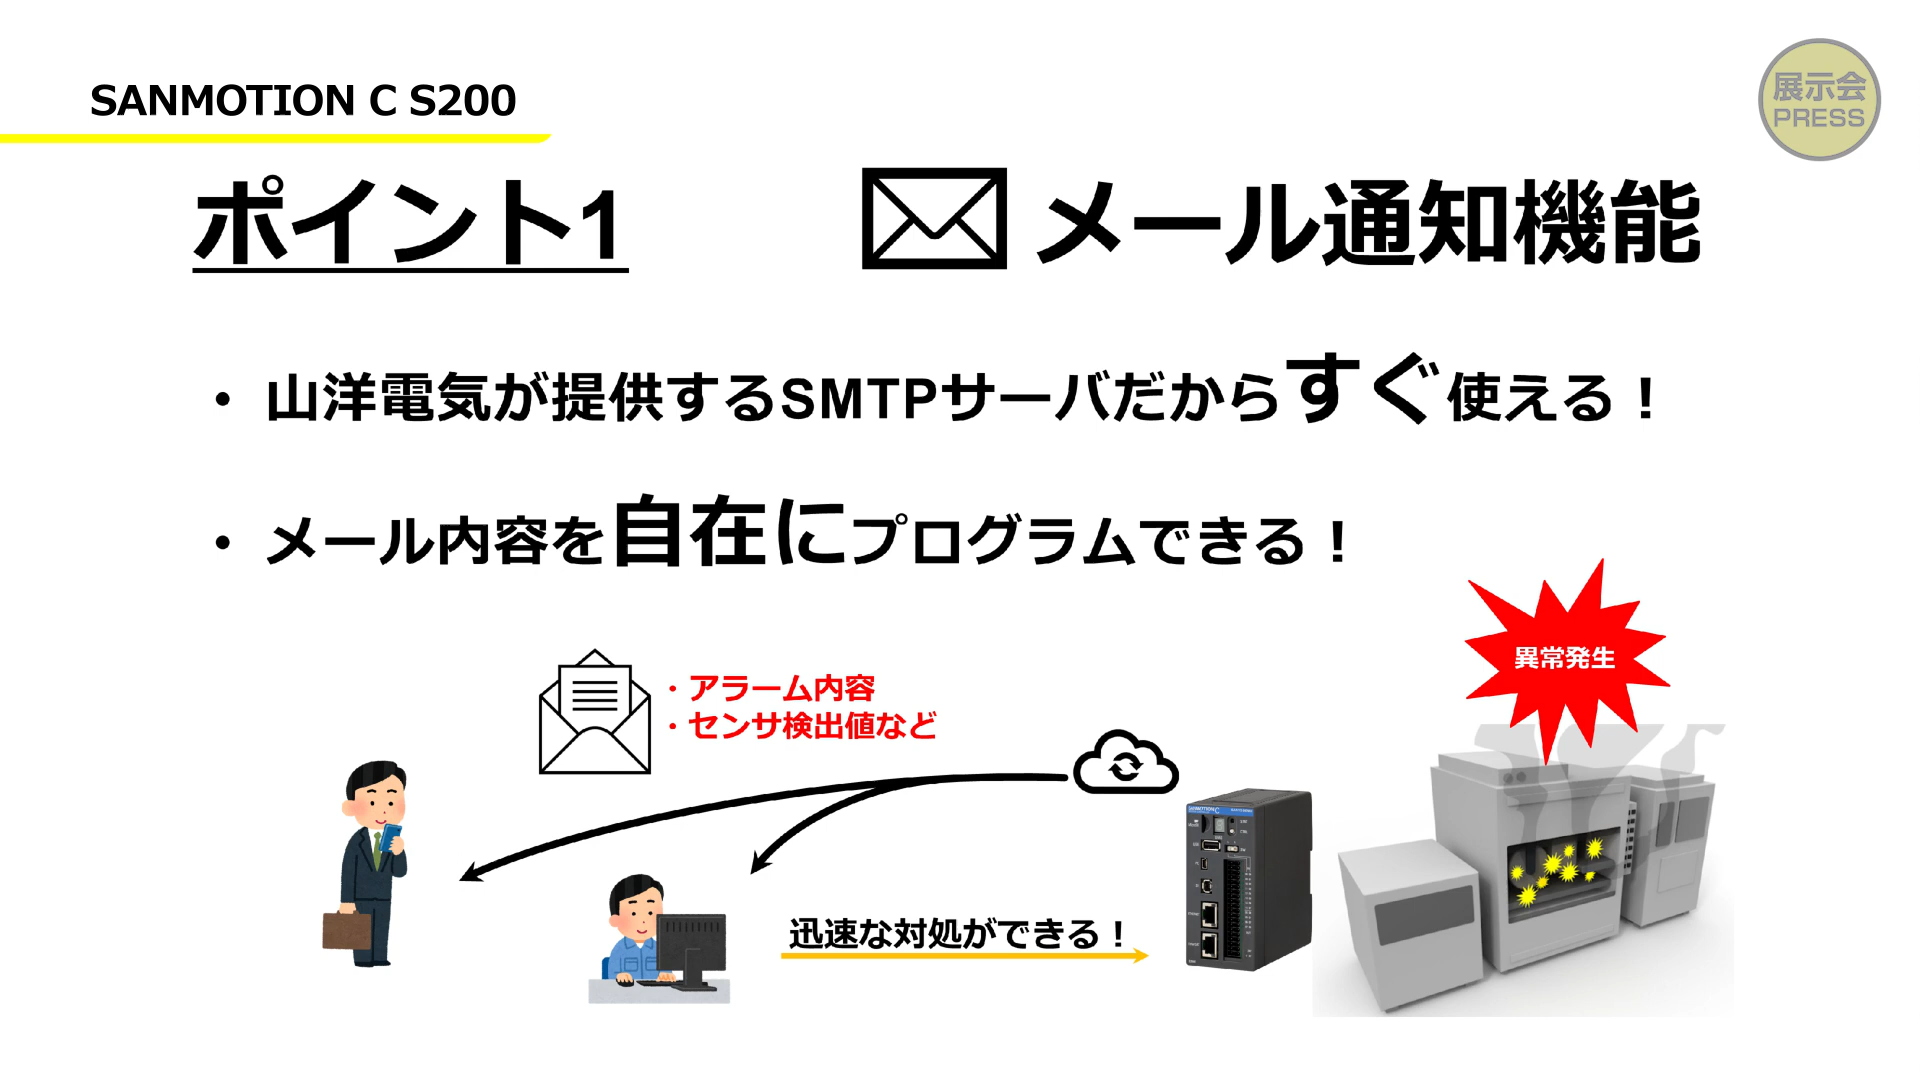 SANMOTION C S200
展示会
PRESS
ポイント1
メール通知機能
・ 山洋電気が提供するSMTPサーバだからすぐ使える！
・ メール内容を自在にプログラムできる！
異常発生
・アラーム内容
・センサ検出値など
SANMOTION C
迅速な対処ができる！